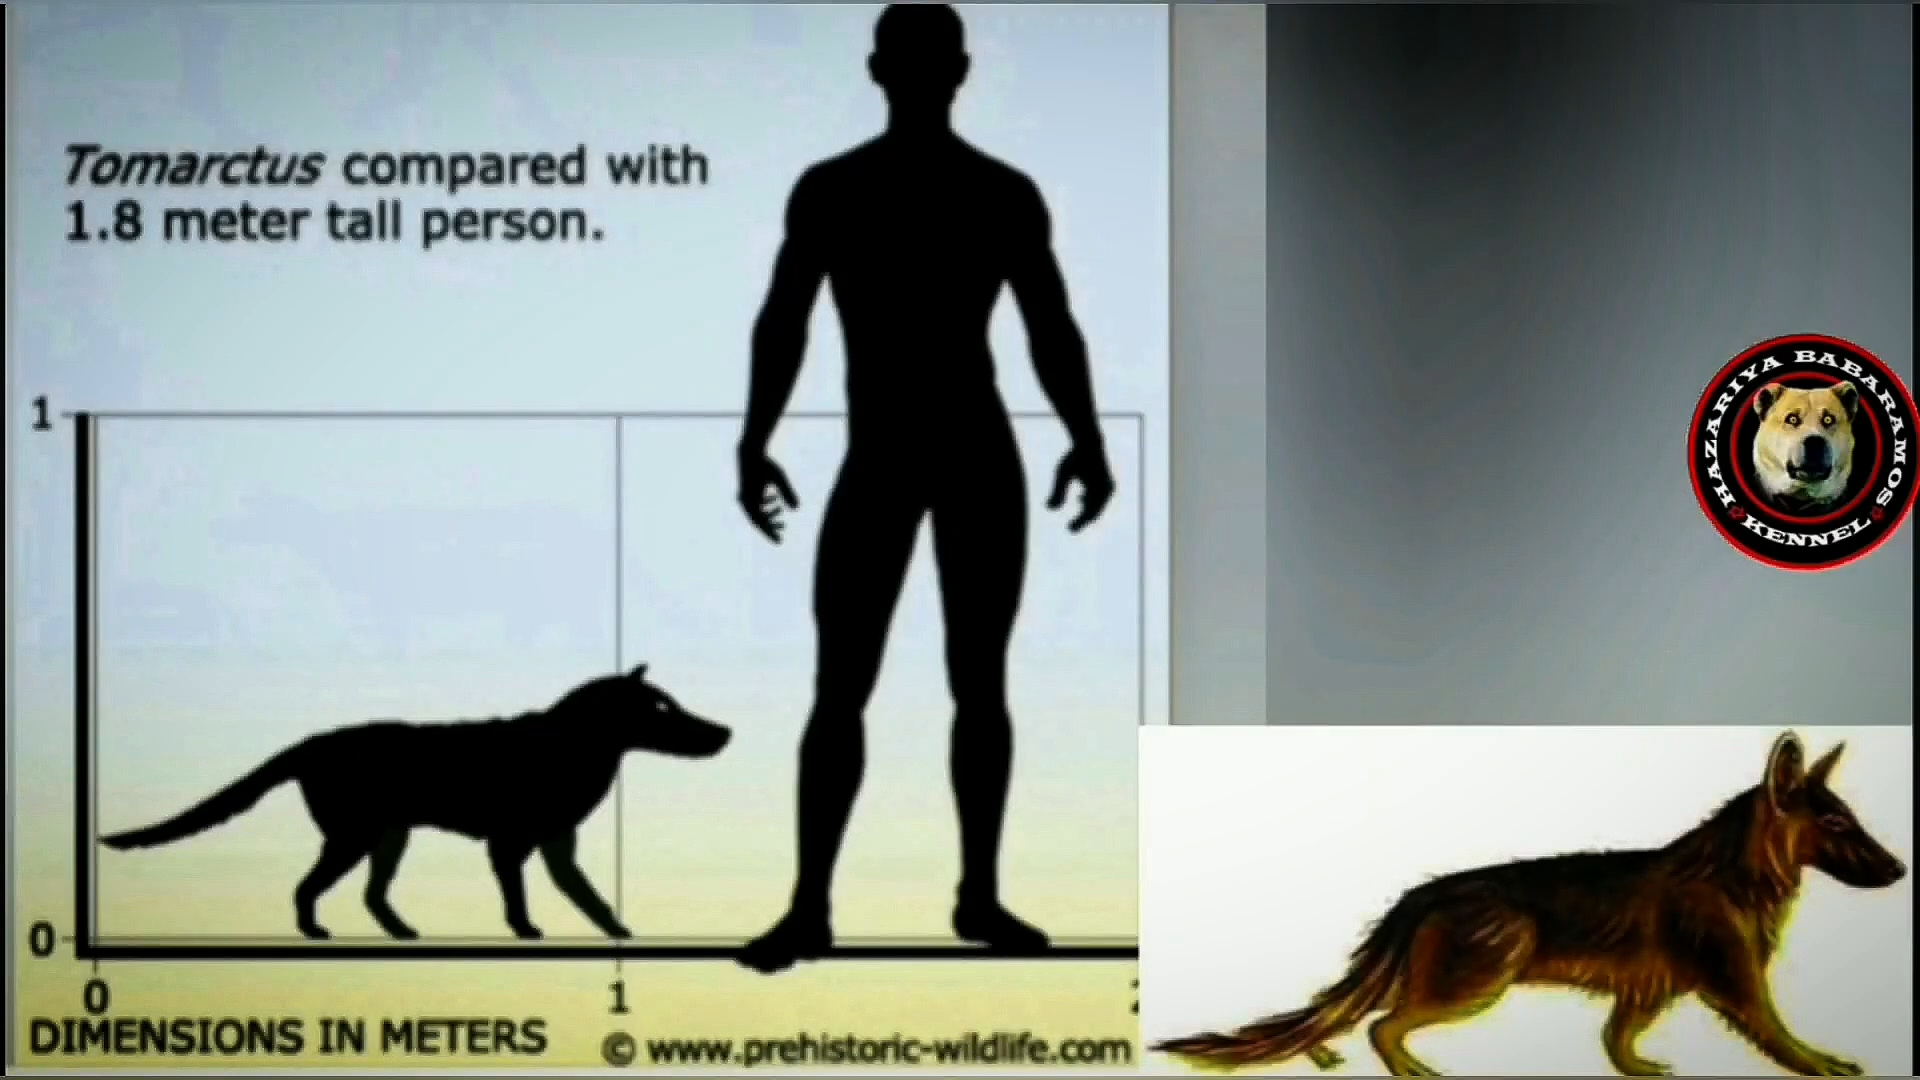 Tomarctus compared with
1.8 meter tall person.
1
0
0
1
DIMENSIONS IN METERS
© www.prehistoric-wildlife.com
HAZARIYA BABARAMOS
KENNEL